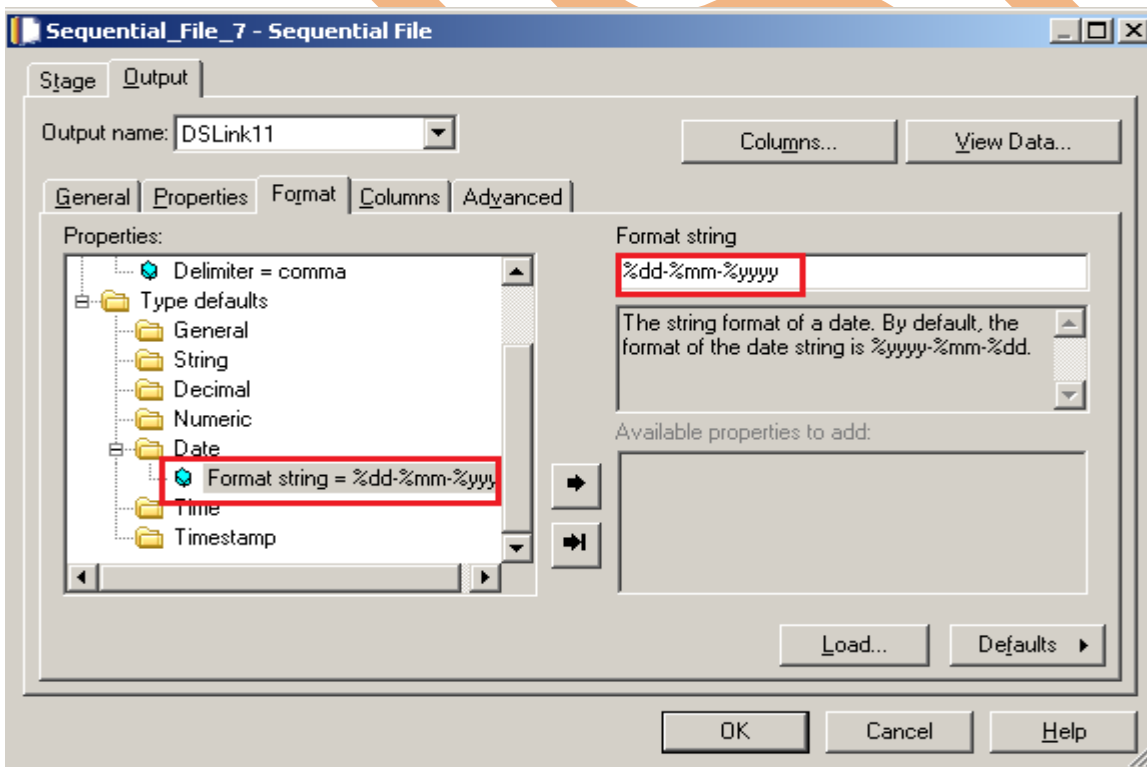 Sequential_File_7 - Sequential File
Stage Output
Output name: DSLink11
Columns... View Data...
General Properties Format Columns Advanced
Properties:
Delimiter = comma
Type defaults
General
String
Decimal
Numeric
Date
Format string = %dd-%mm-%yyy
Time
Timestamp
Format string
%dd-%mm-%yyyy
The string format of a date. By default, the
format of the date string is %yyyy-%mm-%dd.
Available properties to add:
Load... Defaults
OK Cancel Help